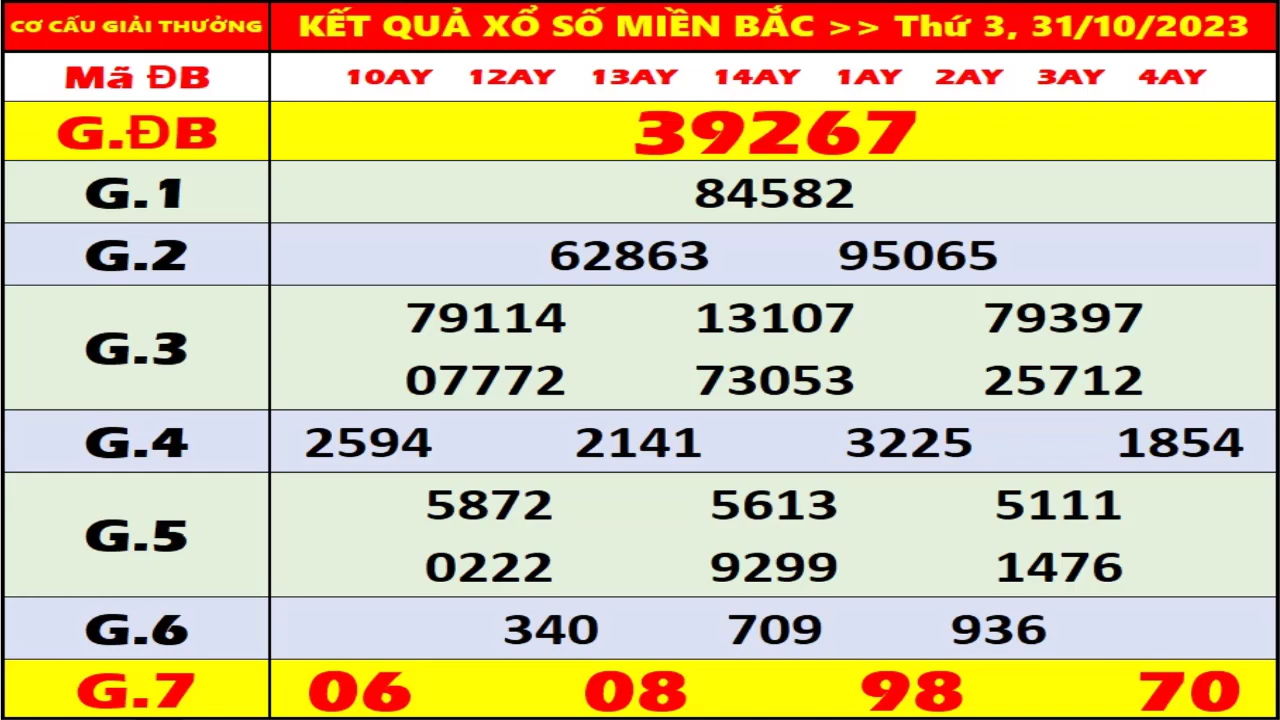 CƠ CẤU GIẢI THƯỞNG KẾT QUẢ XỔ SỐ MIỀN BẮC >> Thứ 3, 31/10/2023
Mã ĐB 10AY 12AY 13AY 14AY 1AY 2AY 3AY 4AY
G.ĐB 39267
G.1 84582
G.2 62863 95065
G.3 79114 13107 79397
07772 73053 25712
G.4 2594 2141 3225 1854
G.5 5872 5613 5111
0222 9299 1476
G.6 340 709 936
G.7 06 08 98 70